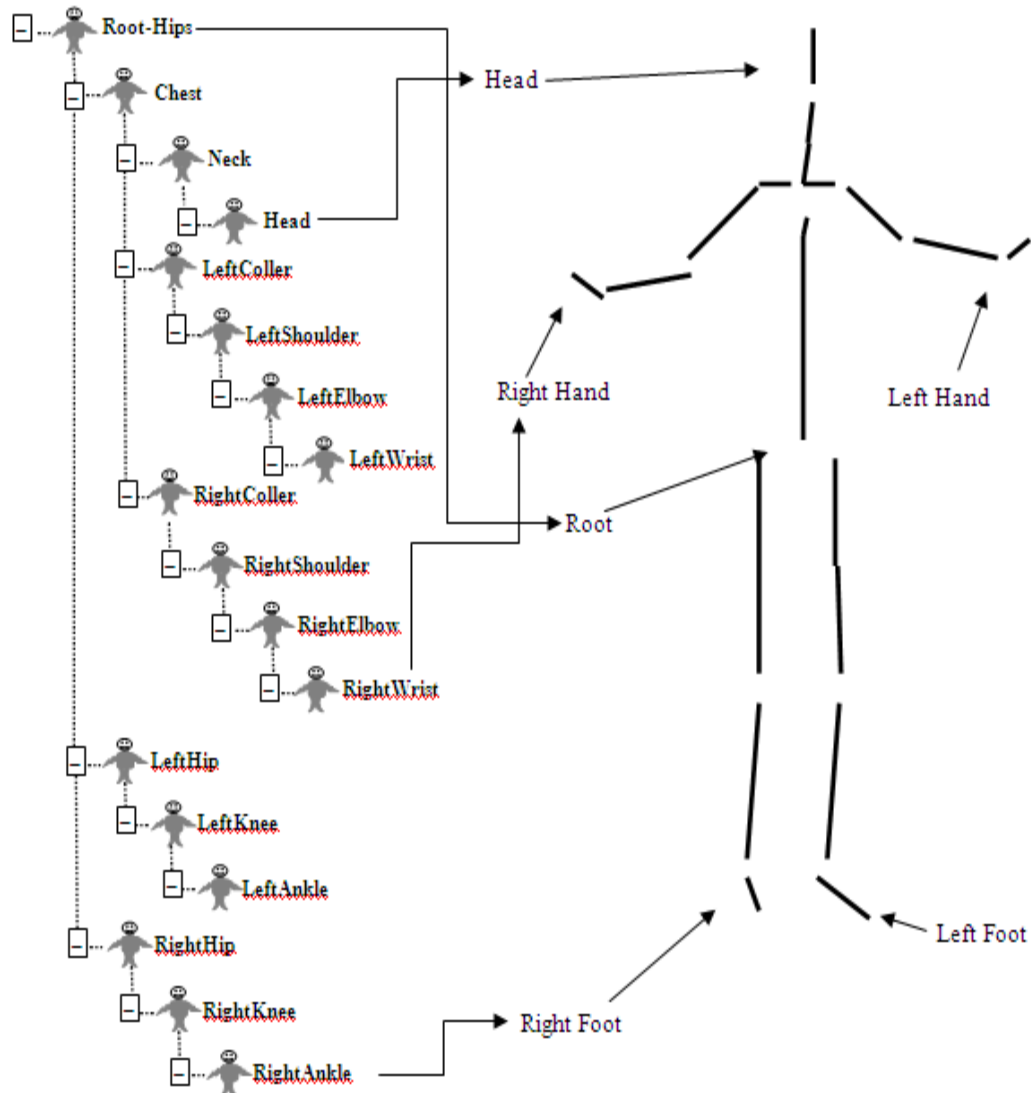 Root-Hips
Chest
Neck
Head
LeftColler
LeftShoulder
LeftElbow
LeftWrist
RightColler
RightShoulder
RightElbow
RightWrist
LeftHip
LeftKnee
LeftAnkle
RightHip
RightKnee
RightAnkle
Head
Right Hand
Left Hand
Root
Left Foot
Right Foot